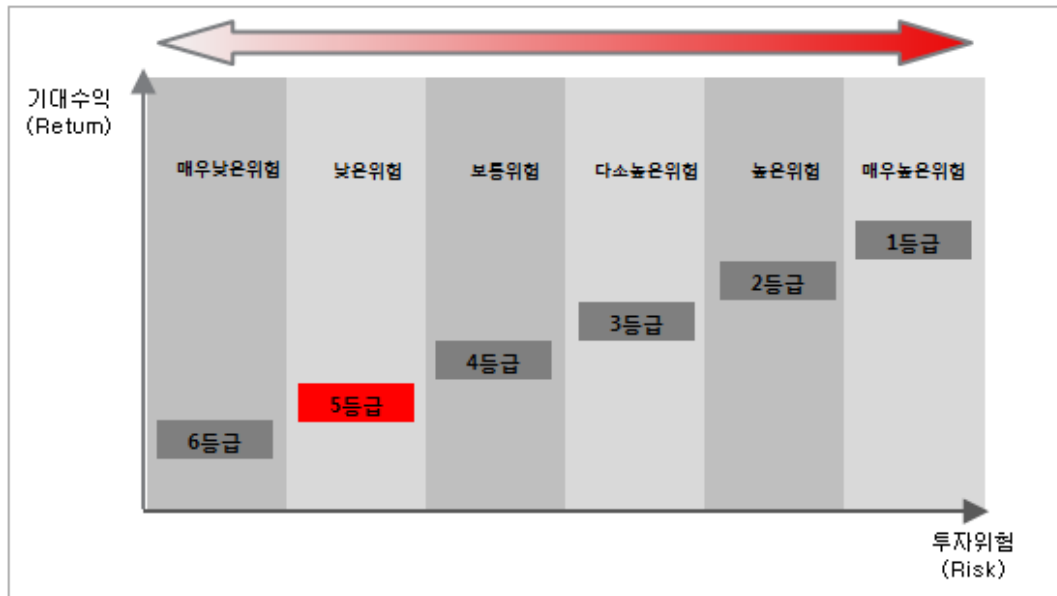 기대수익
(Retum)
매우낮은위험
낮은위험
보통위험
다소높은위험
높은위험
매우높은위험
1등급
2등급
3등급
4등급
5등급
6등급
투자위험
(Risk)